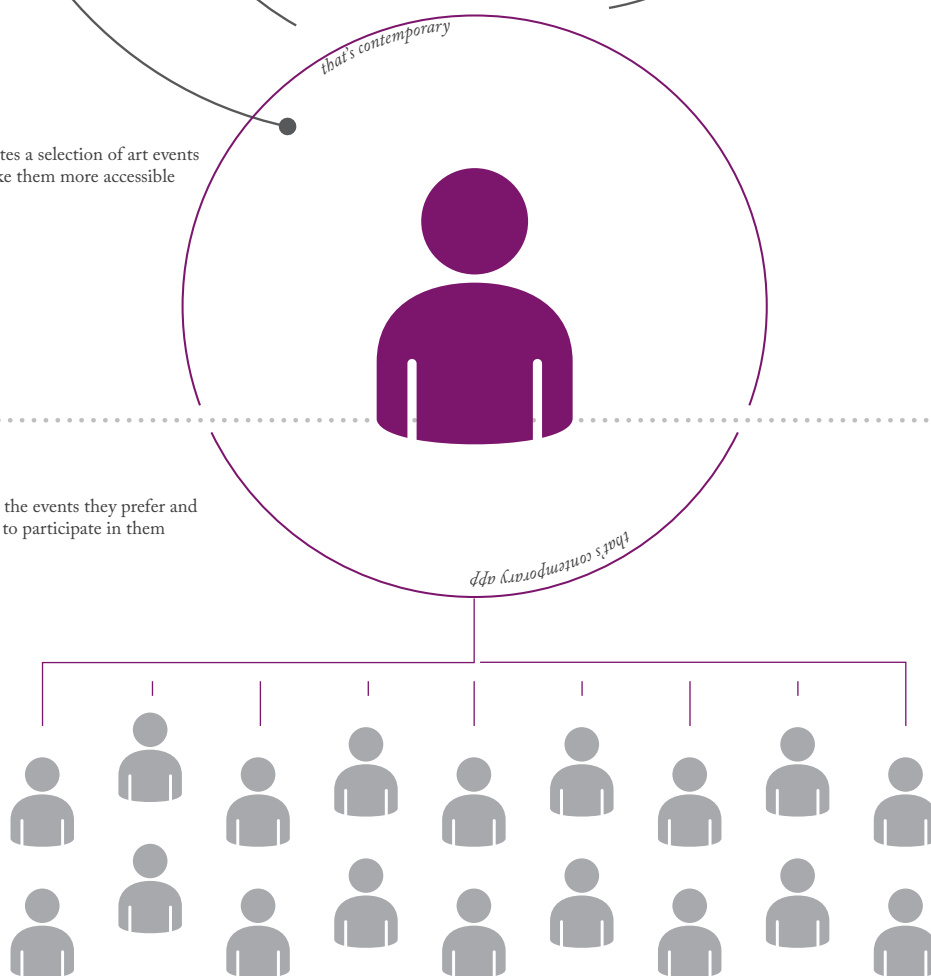 that's contemporary
tes a selection of art events
ke them more accessible
the events they prefer and
to participate in them
that's contemporary app